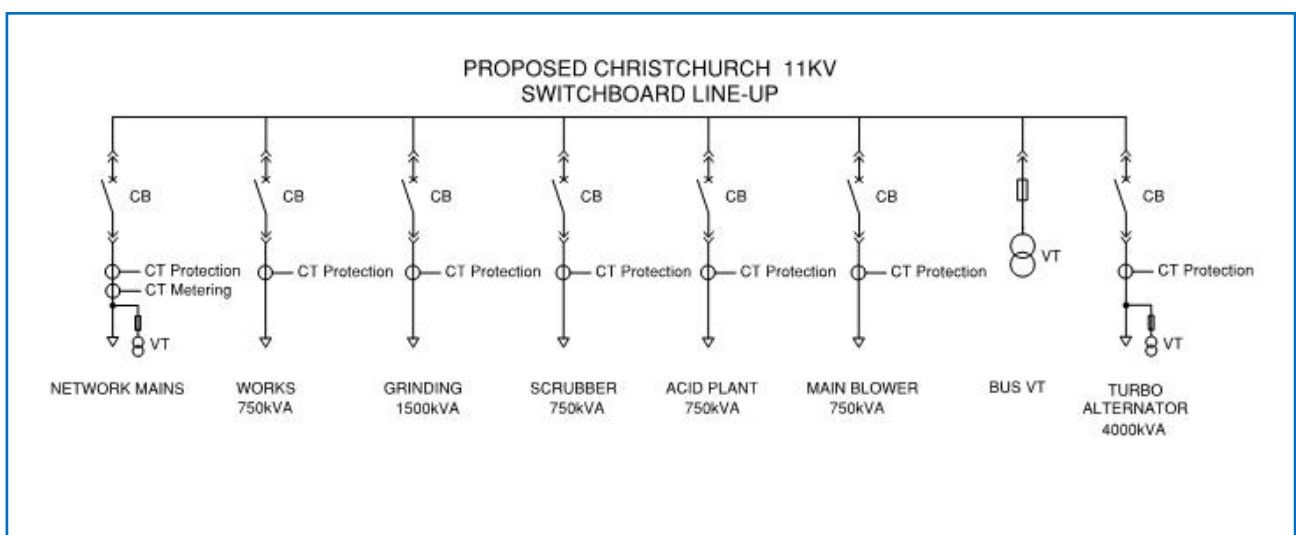 PROPOSED CHRISTCHURCH 11KV
SWITCHBOARD LINE-UP
CB
CB
CB
CB
CB
CB
CB
VT
CT Protection
CT Metering
VT
CT Protection
CT Protection
CT Protection
CT Protection
CT Protection
CT Protection
VT
NETWORK MAINS
WORKS
750kVA
GRINDING
1500kVA
SCRUBBER
750kVA
ACID PLANT
750kVA
MAIN BLOWER
750kVA
BUS VT
TURBO
ALTERNATOR
4000kVA